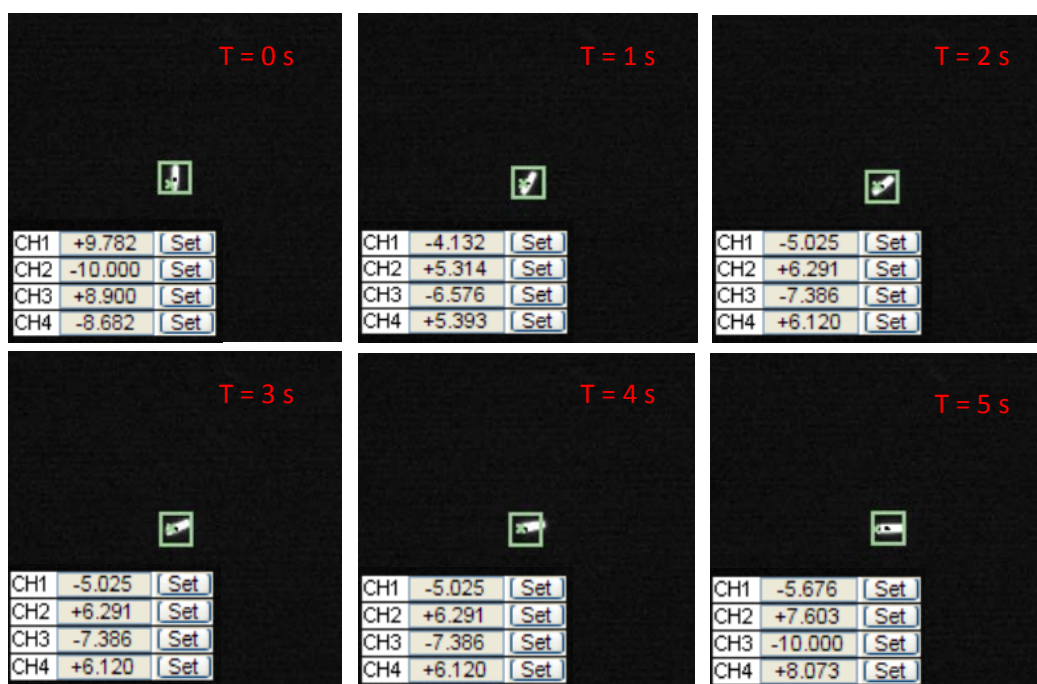 T = 0 s
CH1 +9.782 Set
CH2 -10.000 Set
CH3 +8.900 Set
CH4 -8.682 Set
T = 1 s
CH1 -4.132 Set
CH2 +5.314 Set
CH3 -6.576 Set
CH4 +5.393 Set
T = 2 s
CH1 -5.025 Set
CH2 +6.291 Set
CH3 -7.386 Set
CH4 +6.120 Set
T = 3 s
CH1 -5.025 Set
CH2 +6.291 Set
CH3 -7.386 Set
CH4 +6.120 Set
T = 4 s
CH1 -5.025 Set
CH2 +6.291 Set
CH3 -7.386 Set
CH4 +6.120 Set
T = 5 s
CH1 -5.676 Set
CH2 +7.603 Set
CH3 -10.000 Set
CH4 +8.073 Set